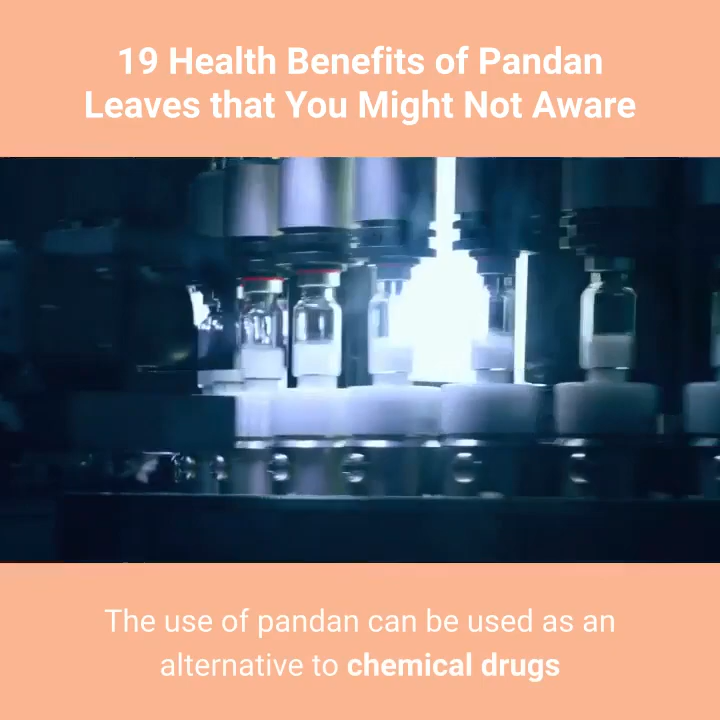 19 Health Benefits of Pandan
Leaves that You Might Not Aware
The use of pandan can be used as an
alternative to chemical drugs